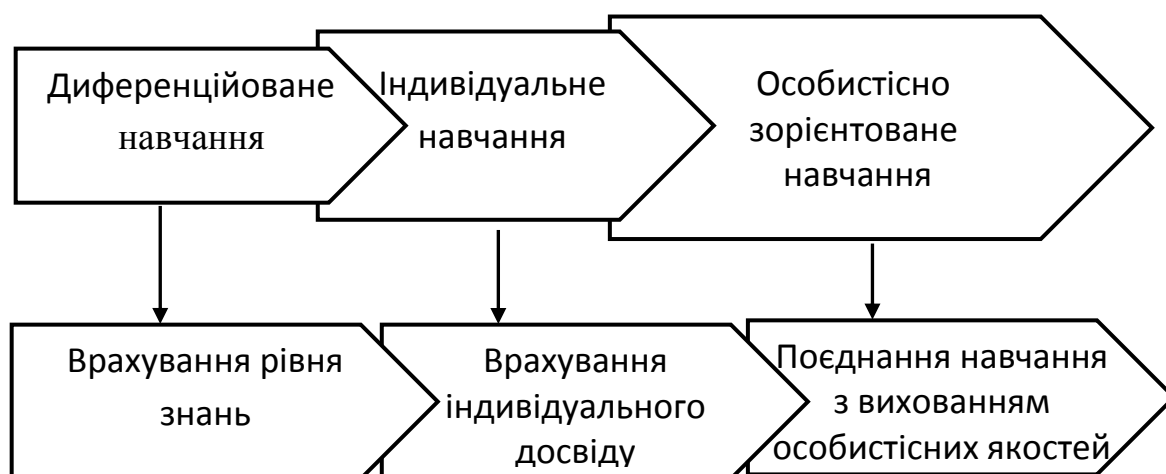 Диференційоване
навчання
Індивідуальне
навчання
Особистісно
зорієнтоване
навчання
Врахування рівня
знань
Врахування
індивідуального
досвіду
Поєднання навчання
з вихованням
особистісних якостей